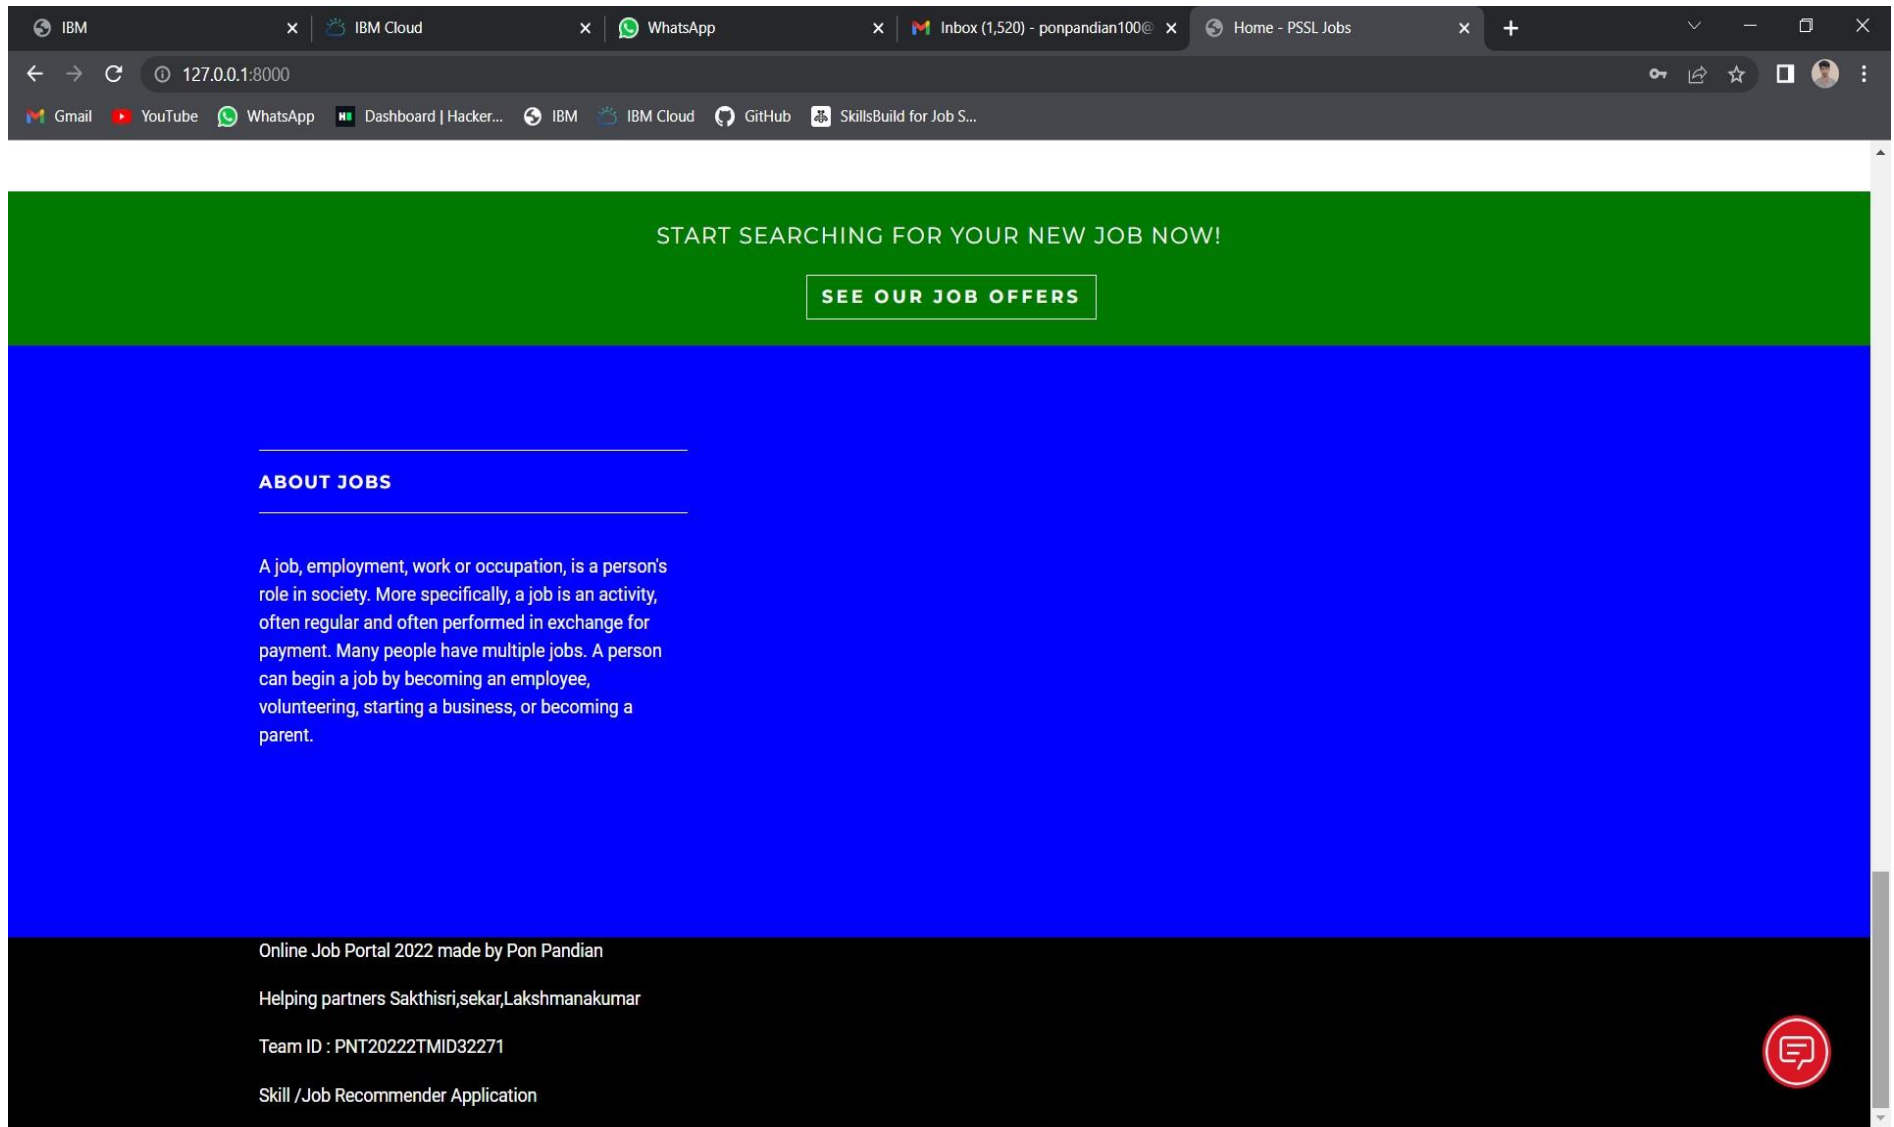 IBM
IBM Cloud
WhatsApp
Inbox (1,520) - ponpandian100@
Home - PSSL Jobs
127.0.0.1:8000
Gmail
YouTube
WhatsApp
Dashboard | Hacker...
IBM
IBM Cloud
GitHub
SkillsBuild for Job S...
START SEARCHING FOR YOUR NEW JOB NOW!
SEE OUR JOB OFFERS
ABOUT JOBS
A job, employment, work or occupation, is a person's
role in society. More specifically, a job is an activity,
often regular and often performed in exchange for
payment. Many people have multiple jobs. A person
can begin a job by becoming an employee,
volunteering, starting a business, or becoming a
parent.
Online Job Portal 2022 made by Pon Pandian
Helping partners Sakthisri,sekar,Lakshmanakumar
Team ID : PNT20222TMID32271
Skill /Job Recommender Application